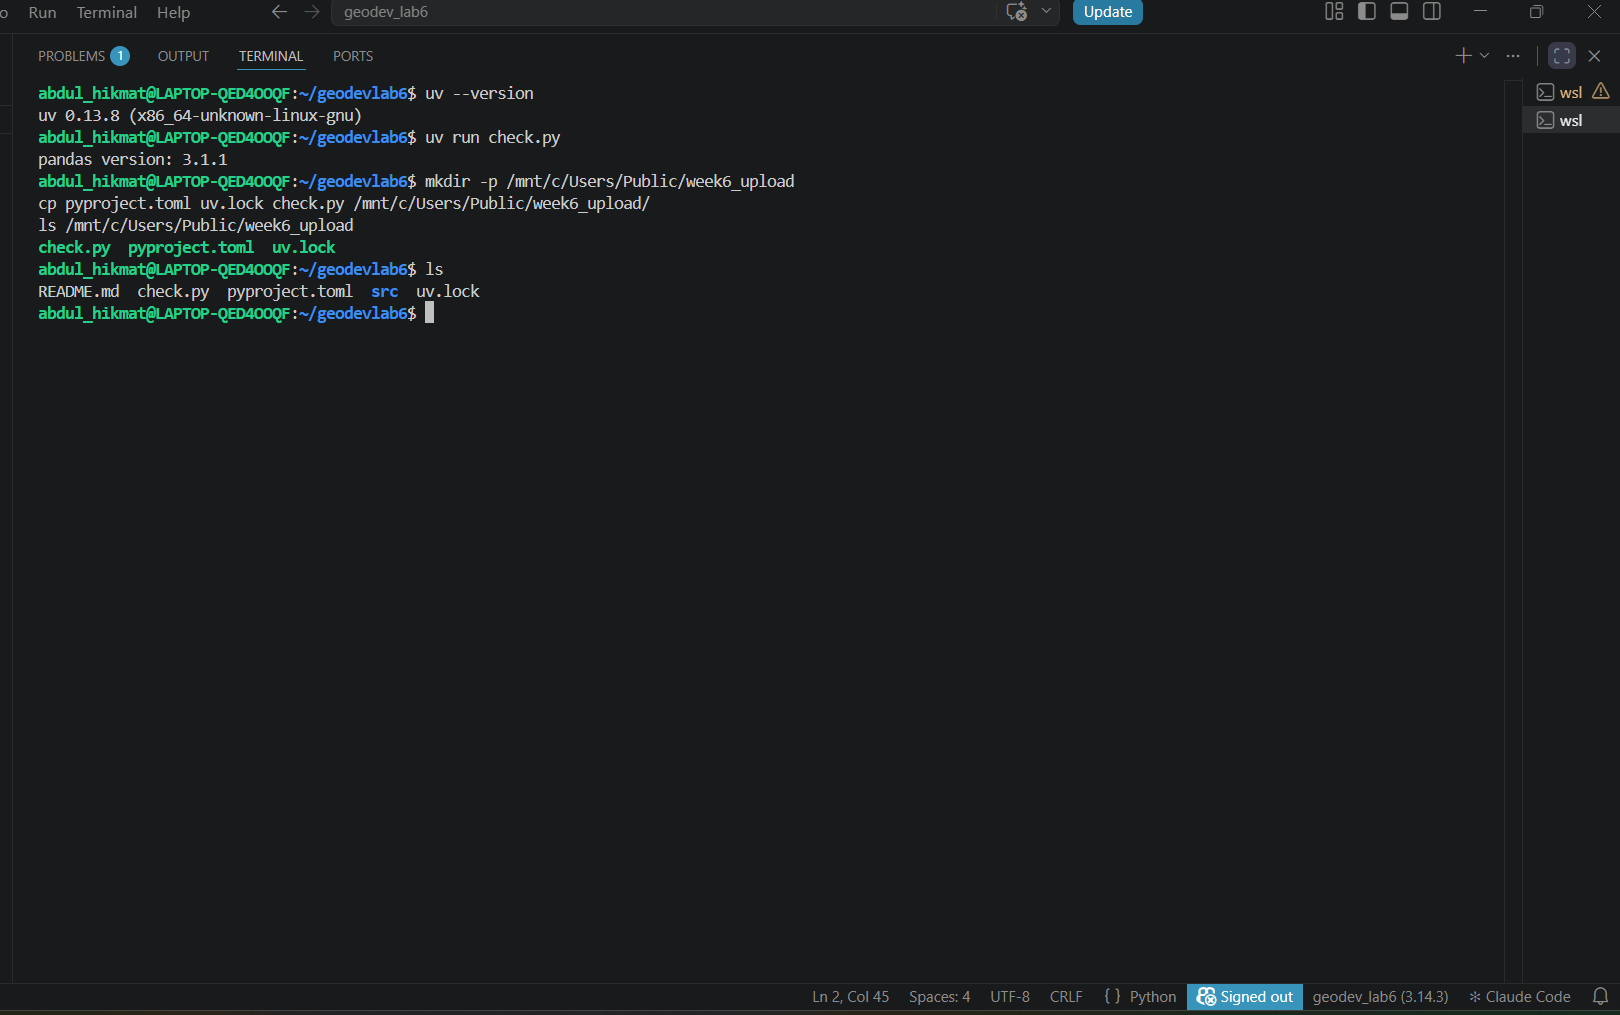 o Run Terminal Help geodev_lab6 Update
PROBLEMS 1 OUTPUT TERMINAL PORTS
abdul_hikmat@LAPTOP-QED4OOQF:~/geodevlab6$ uv --version
uv 0.13.8 (x86_64-unknown-linux-gnu)
abdul_hikmat@LAPTOP-QED4OOQF:~/geodevlab6$ uv run check.py
pandas version: 3.1.1
abdul_hikmat@LAPTOP-QED4OOQF:~/geodevlab6$ mkdir -p /mnt/c/Users/Public/week6_upload
cp pyproject.toml uv.lock check.py /mnt/c/Users/Public/week6_upload/
ls /mnt/c/Users/Public/week6_upload
check.py pyproject.toml uv.lock
abdul_hikmat@LAPTOP-QED4OOQF:~/geodevlab6$ ls
README.md check.py pyproject.toml src uv.lock
abdul_hikmat@LAPTOP-QED4OOQF:~/geodevlab6$
wsl
wsl
Ln 2, Col 45 Spaces: 4 UTF-8 CRLF { } Python Signed out geodev_lab6 (3.14.3) Claude Code